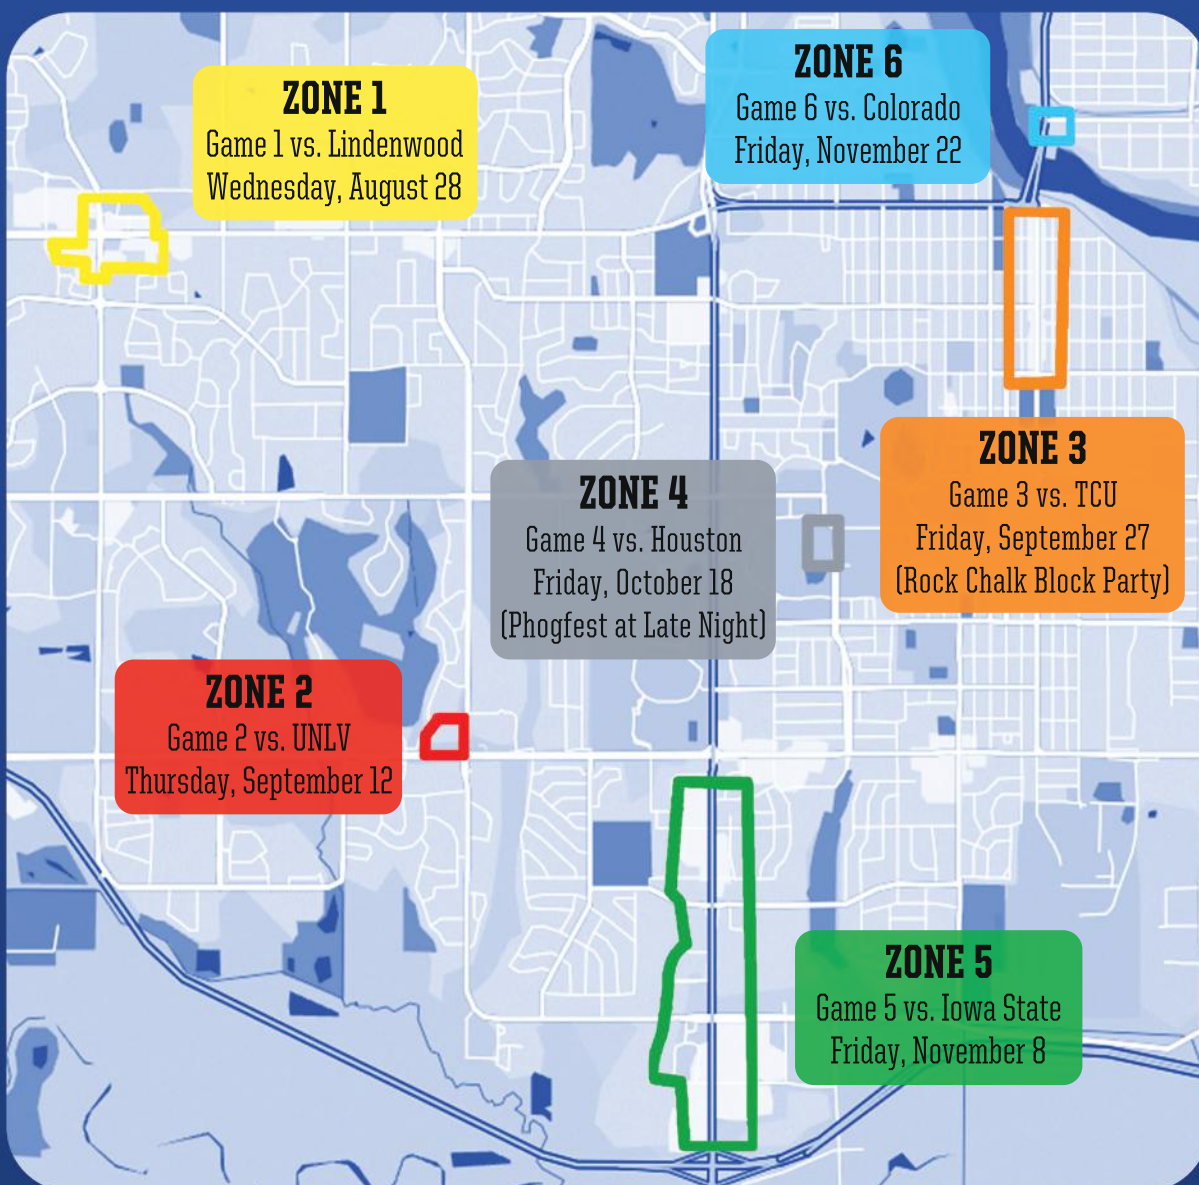 ZONE 1
Game 1 vs. Lindenwood
Wednesday, August 28
ZONE 6
Game 6 vs. Colorado
Friday, November 22
ZONE 3
Game 3 vs. TCU
Friday, September 27
(Rock Chalk Block Party)
ZONE 4
Game 4 vs. Houston
Friday, October 18
(Phogfest at Late Night)
ZONE 2
Game 2 vs. UNLV
Thursday, September 12
ZONE 5
Game 5 vs. Iowa State
Friday, November 8